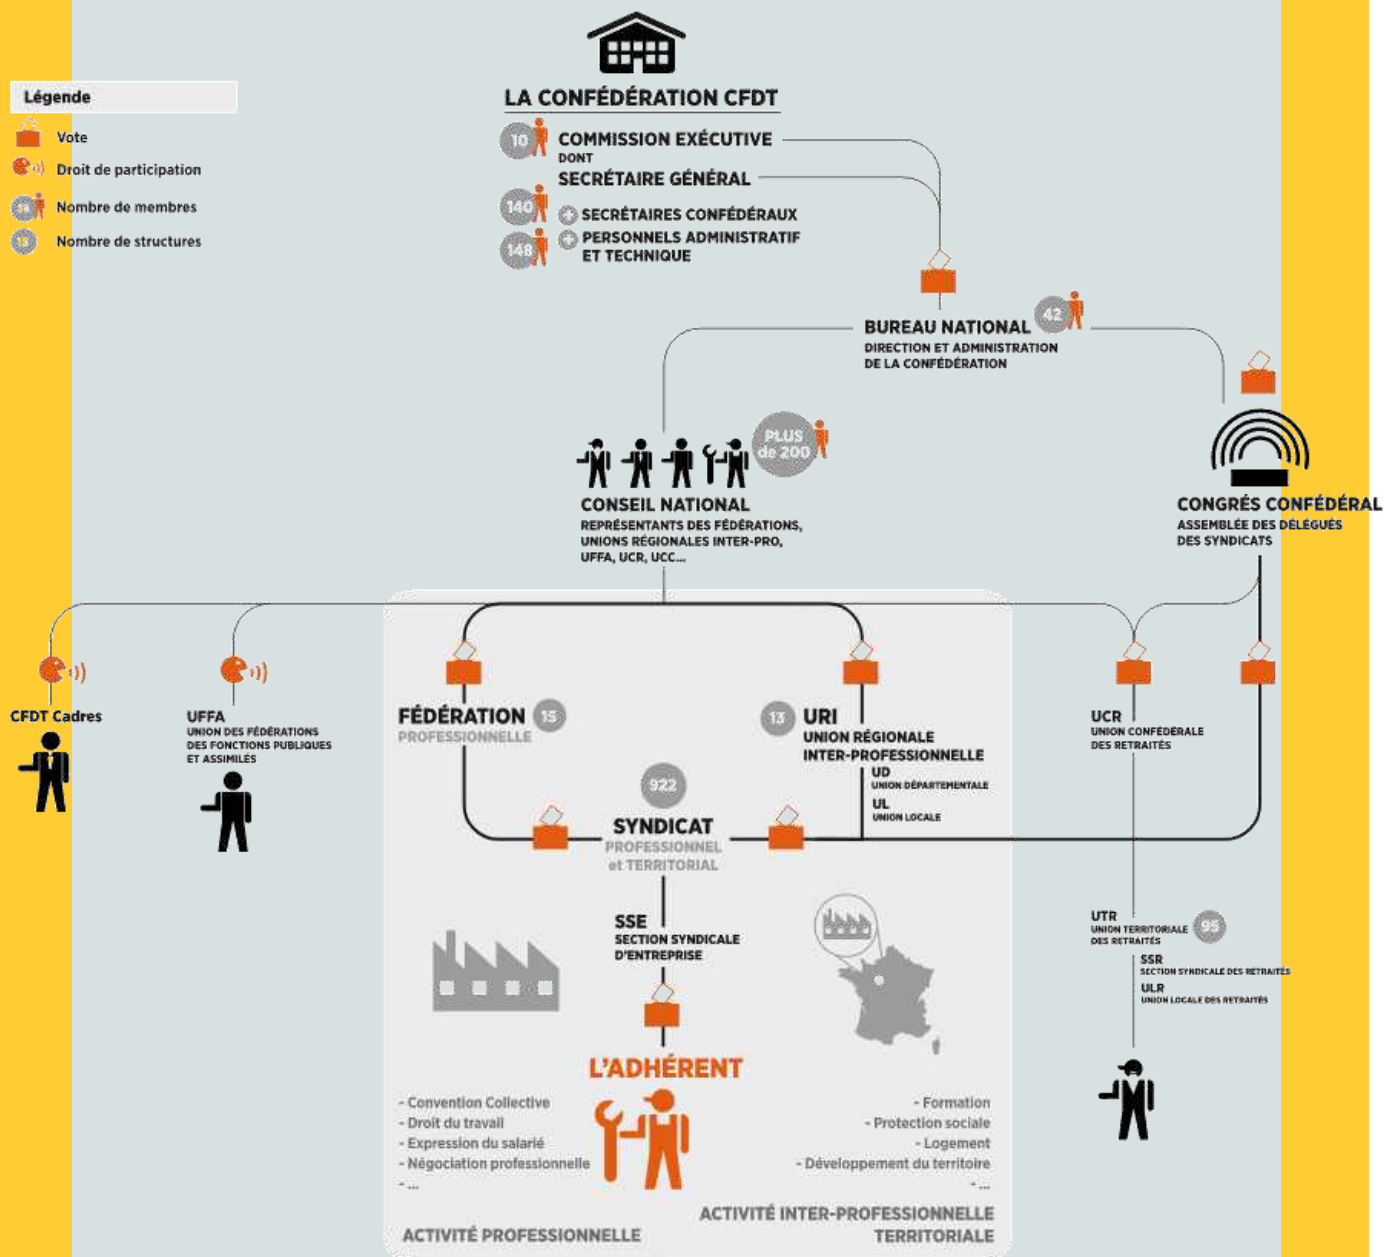 Légende
Vote
Droit de participation
Nombre de membres
13
Nombre de structures
LA CONFÉDÉRATION CFDT
10
COMMISSION EXÉCUTIVE
DONT
SECRÉTAIRE GÉNÉRAL
140
+ SECRÉTAIRES CONFÉDÉRAUX
148
+ PERSONNELS ADMINISTRATIF
ET TECHNIQUE
BUREAU NATIONAL
42
DIRECTION ET ADMINISTRATION
DE LA CONFÉDÉRATION
PLUS
de 200
CONSEIL NATIONAL
REPRÉSENTANTS DES FÉDÉRATIONS,
UNIONS RÉGIONALES INTER-PRO,
UFFA, UCR, UCC...
CONGRÉS CONFÉDÉRAL
ASSEMBLÉE DES DÉLÉGUÉS
DES SYNDICATS
CFDT Cadres
UFFA
UNION DES FÉDÉRATIONS
DES FONCTIONS PUBLIQUES
ET ASSIMILÉS
FÉDÉRATION
15
PROFESSIONNELLE
13
URI
UNION RÉGIONALE
INTER-PROFESSIONNELLE
UD
UNION DÉPARTEMENTALE
UL
UNION LOCALE
UCR
UNION CONFÉDÉRALE
DES RETRAITÉS
922
SYNDICAT
PROFESSIONNEL
et TERRITORIAL
SSE
SECTION SYNDICALE
D'ENTREPRISE
UTR
UNION TERRITORIALE
DES RETRAITÉS
95
SSR
SECTION SYNDICALE DES RETRAITÉS
ULR
UNION LOCALE DES RETRAITÉS
L'ADHÉRENT
- Convention Collective
- Droit du travail
- Expression du salarié
- Négociation professionnelle
- ...
- Formation
- Protection sociale
- Logement
- Développement du territoire
- ...
ACTIVITÉ PROFESSIONNELLE
ACTIVITÉ INTER-PROFESSIONNELLE
TERRITORIALE